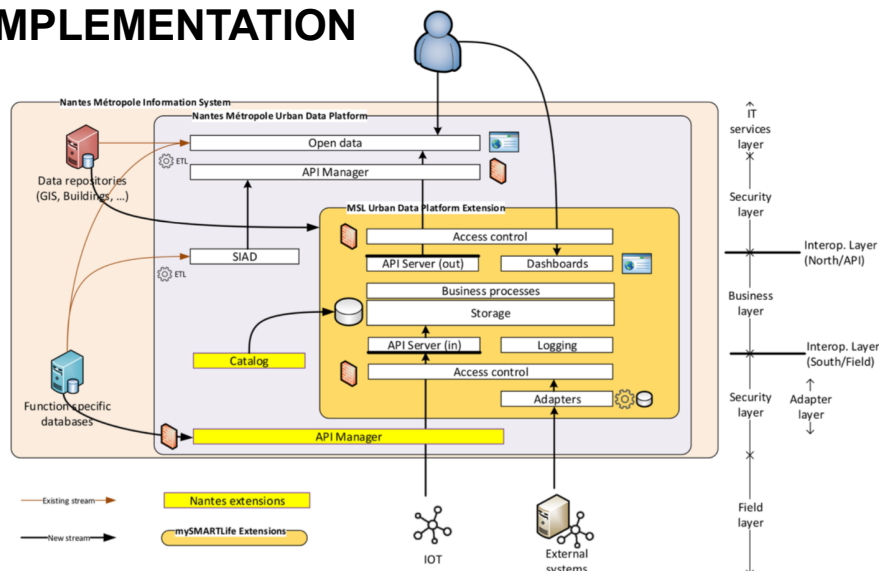 MPLEMENTATION
Nantes Métropole Information System
Nantes Métropole Urban Data Platform
Open data
ETL
API Manager
Data repositories
(GIS, Buildings, ...)
MSL Urban Data Platform Extension
Access control
SIAD
API Server (out)
Dashboards
ETL
Business processes
Storage
API Server (in)
Logging
Catalog
Access control
Adapters
Function specific
databases
API Manager
Existing stream
Nantes extensions
New stream
mySMARTLife Extensions
IOT
External
systems
IT
services
layer
Security
layer
Interop. Layer
(North/API)
Business
layer
Interop. Layer
(South/Field)
Security
layer
Adapter
layer
Field
layer